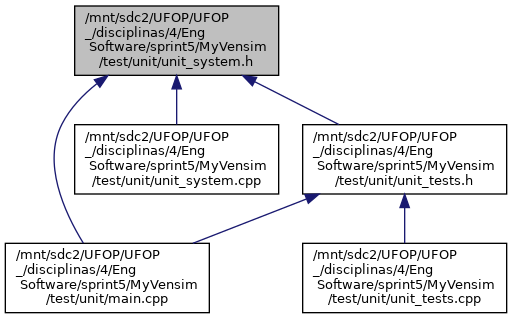 /mnt/sdc2/UFOP/UFOP
_/disciplinas/4/Eng
Software/sprint5/MyVensim
/test/unit/unit_system.h
/mnt/sdc2/UFOP/UFOP
_/disciplinas/4/Eng
Software/sprint5/MyVensim
/test/unit/unit_system.cpp
/mnt/sdc2/UFOP/UFOP
_/disciplinas/4/Eng
Software/sprint5/MyVensim
/test/unit/unit_tests.h
/mnt/sdc2/UFOP/UFOP
_/disciplinas/4/Eng
Software/sprint5/MyVensim
/test/unit/main.cpp
/mnt/sdc2/UFOP/UFOP
_/disciplinas/4/Eng
Software/sprint5/MyVensim
/test/unit/unit_tests.cpp